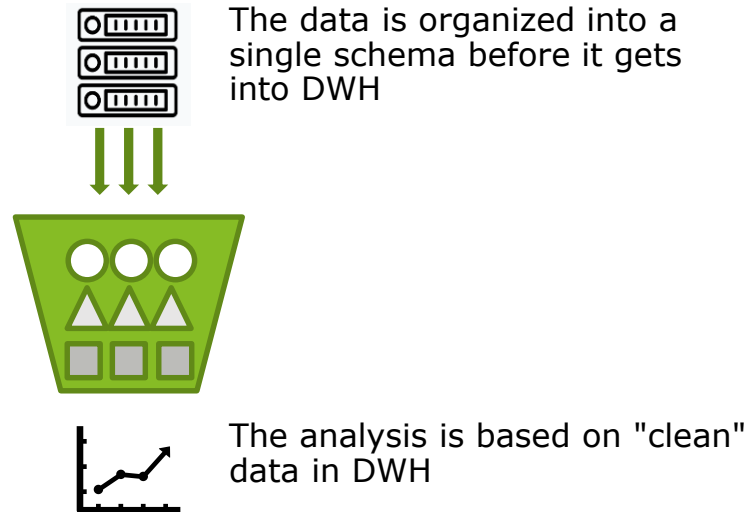 The data is organized into a
single schema before it gets
into DWH
The analysis is based on "clean"
data in DWH